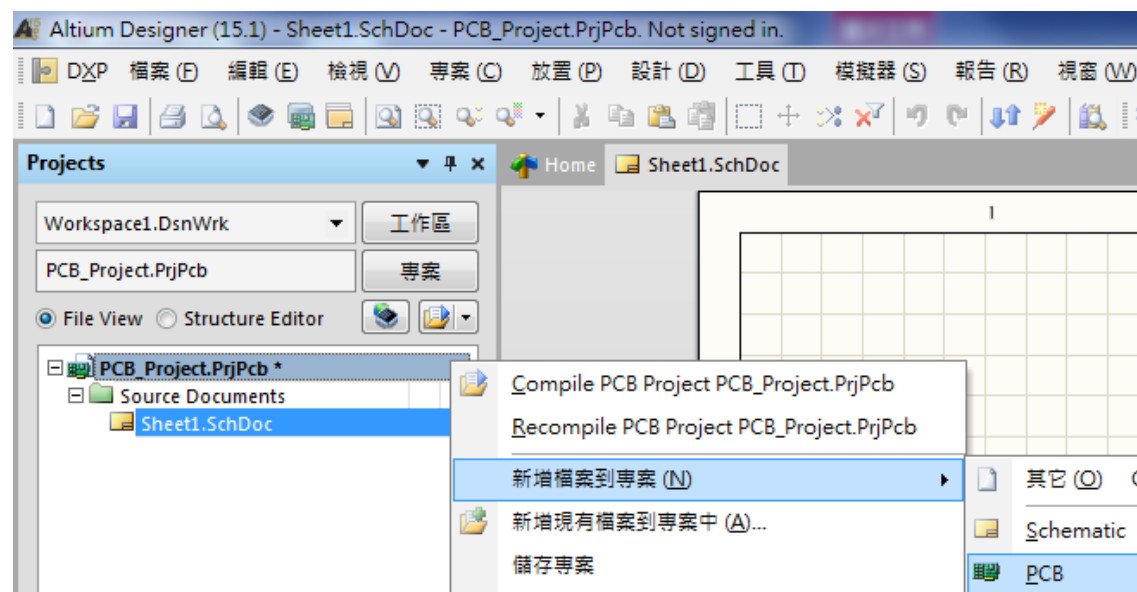 Altium Designer (15.1) - Sheet1.SchDoc - PCB_Project.PrjPcb. Not signed in.
DXP 檔案 (F) 編輯 (E) 檢視 (V) 專案 (C) 放置 (P) 設計 (D) 工具 (T) 模擬器 (S) 報告 (R) 視窗 (W)
Projects
Home
Sheet1.SchDoc
Workspace1.DsnWrk
工作區
1
PCB_Project.PrjPcb
專案
File View
Structure Editor
PCB_Project.PrjPcb *
Source Documents
Sheet1.SchDoc
Compile PCB Project PCB_Project.PrjPcb
Recompile PCB Project PCB_Project.PrjPcb
新增檔案到專案 (N)
其它 (O)
新增現有檔案到專案中 (A)...
Schematic
儲存專案
PCB